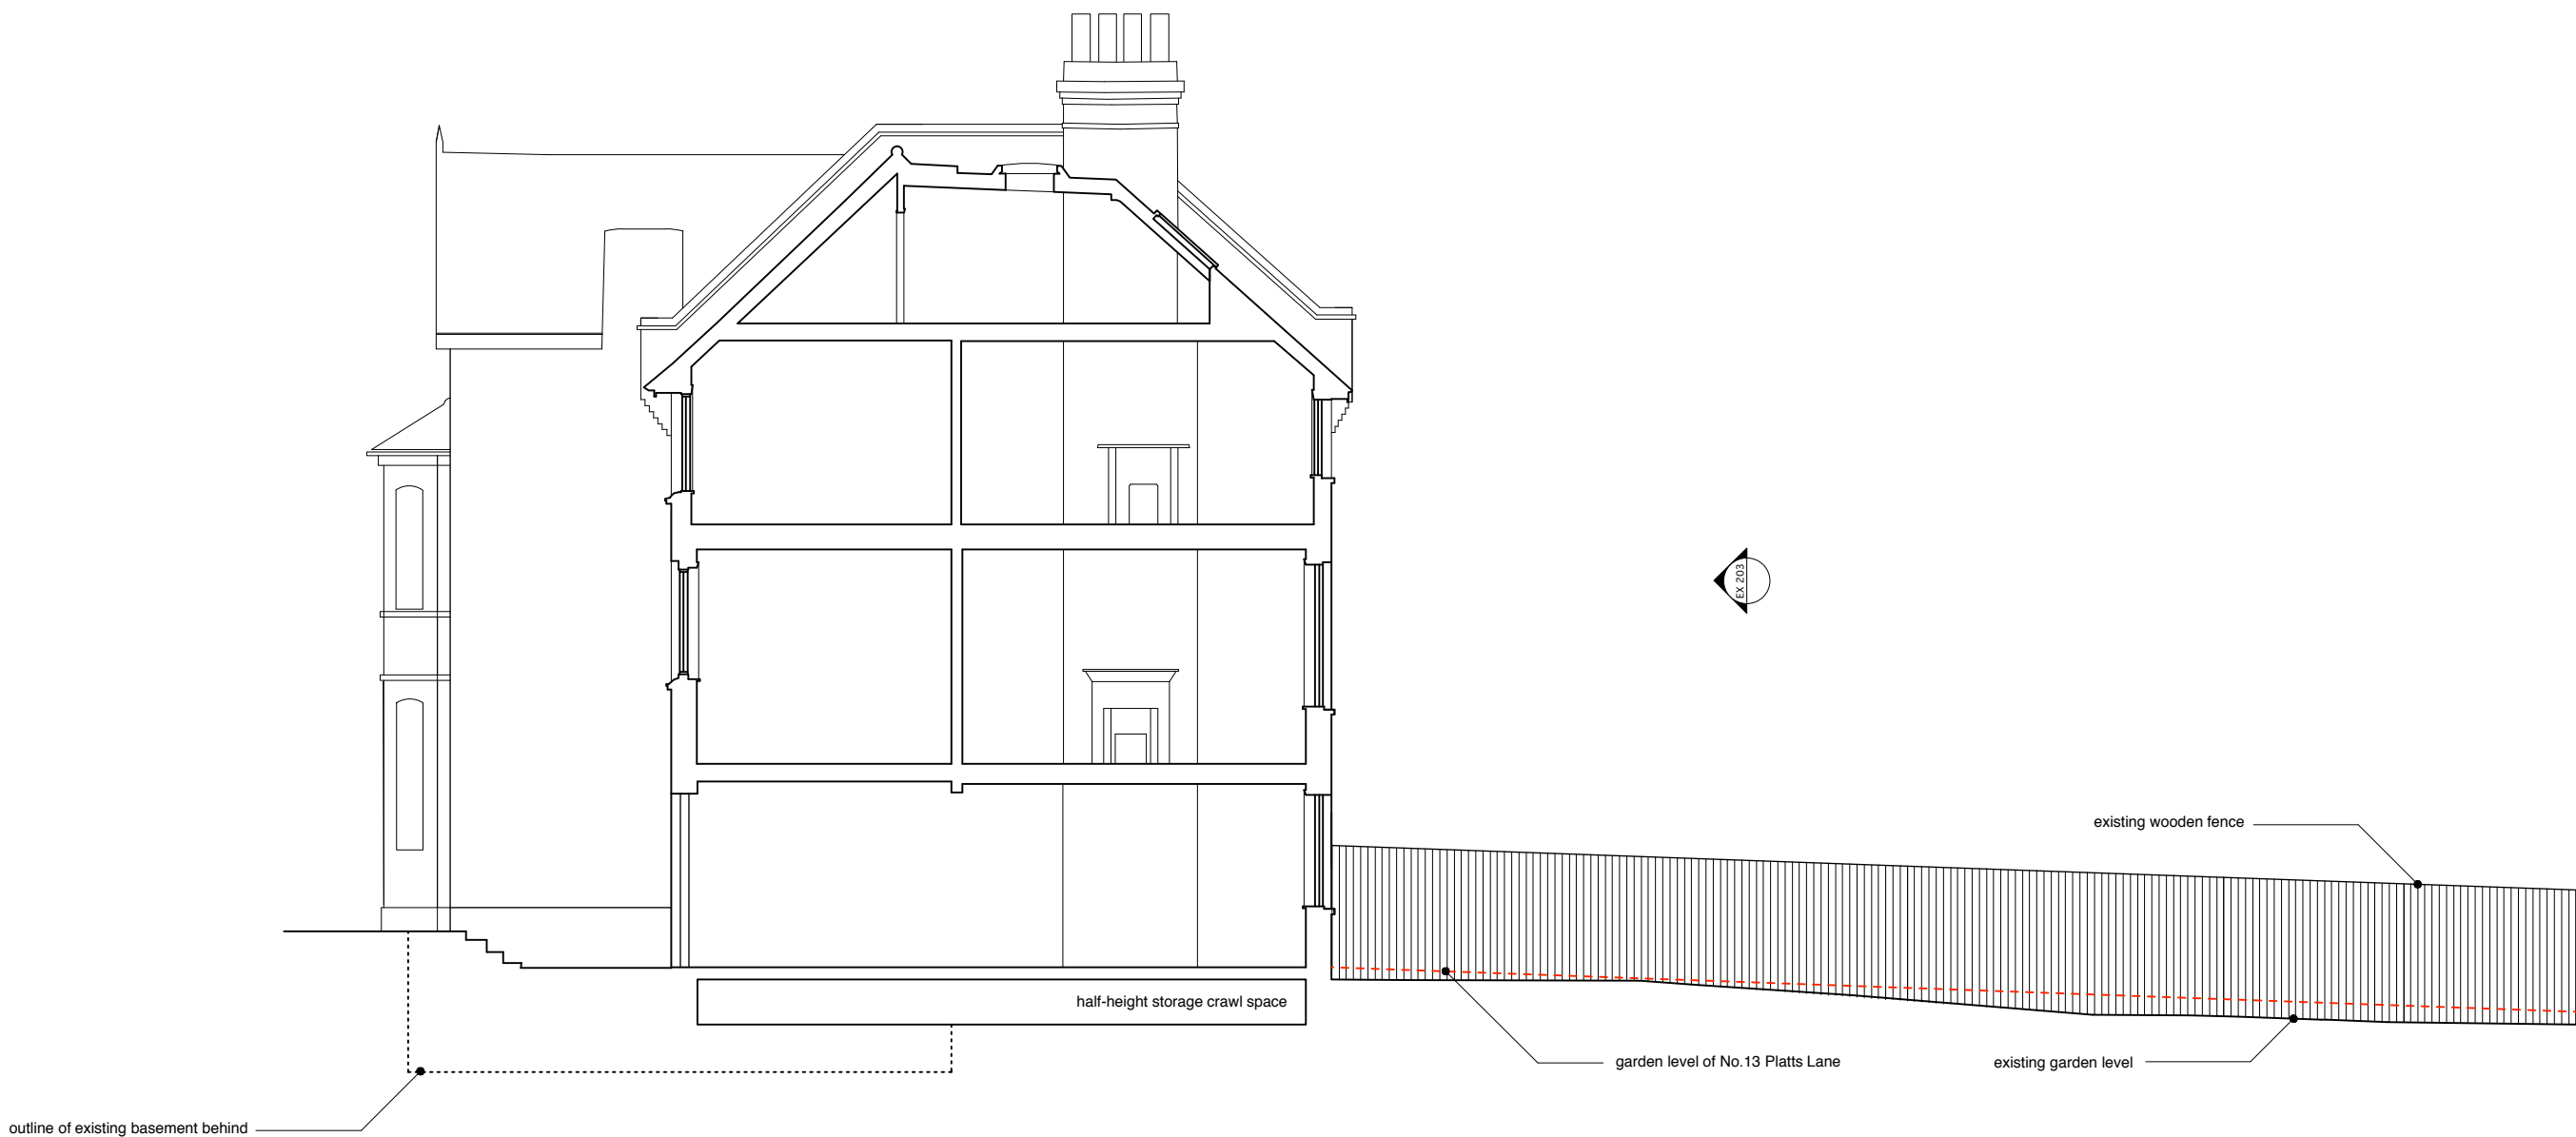 EX 203
existing wooden fence
half-height storage crawl space
garden level of No.13 Platts Lane
existing garden level
outline of existing basement behind